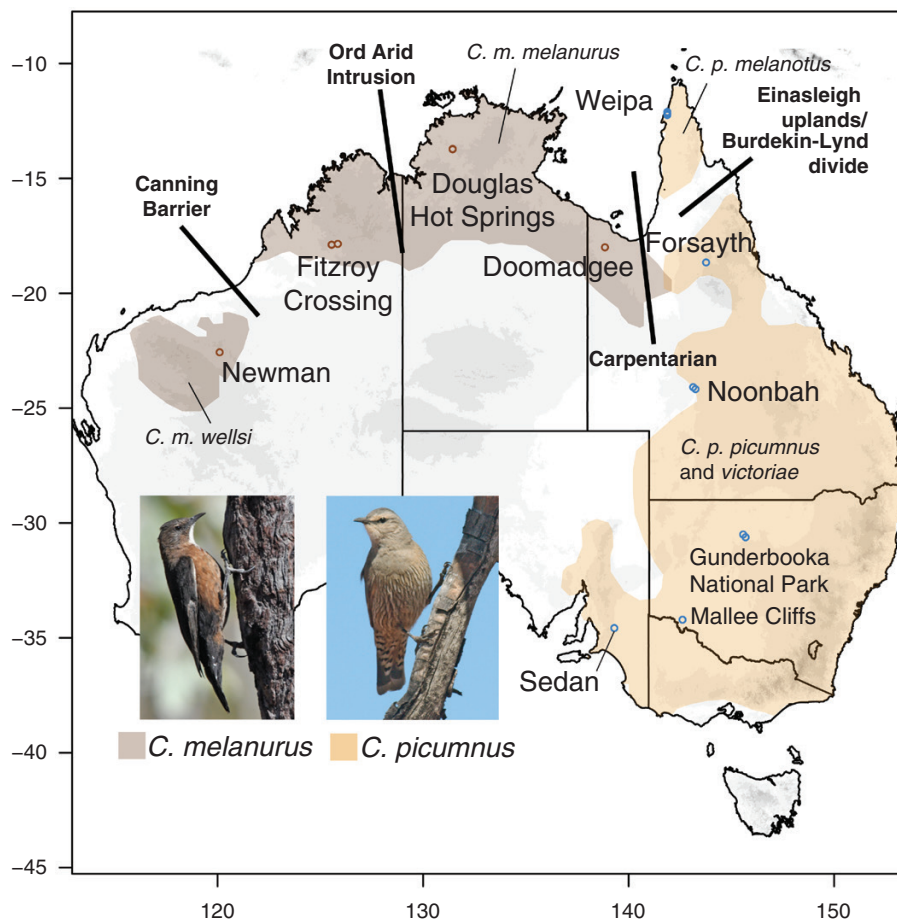 −10
−15
−20
−25
−30
−35
−40
−45
120
130
140
150
Ord Arid
Intrusion
C. m. melanurus
Weipa
C. p. melanotus
Einasleigh
uplands/
Burdekin-Lynd
divide
Canning
Barrier
Douglas
Hot Springs
Fitzroy
Crossing
Doomadgee
Forsayth
Newman
Carpentarian
Noonbah
C. m. wellsi
C. p. picumnus
and victoriae
Gunderbooka
National Park
Mallee Cliffs
Sedan
C. melanurus
C. picumnus